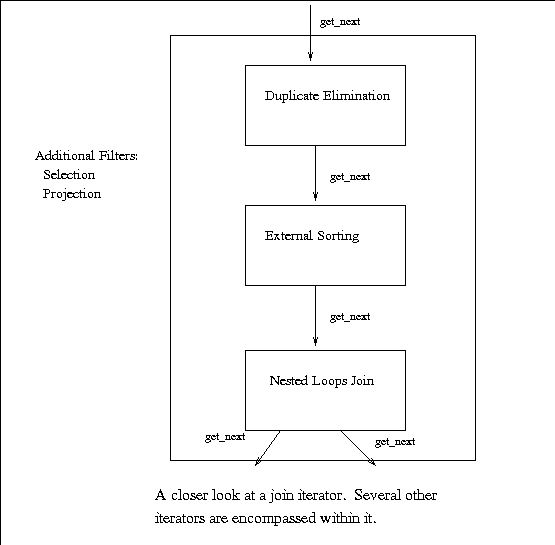 get_next
Duplicate Elimination
Additional Filters:
Selection
Projection
get_next
External Sorting
get_next
Nested Loops Join
get_next
get_next
A closer look at a join iterator. Several other
iterators are encompassed within it.